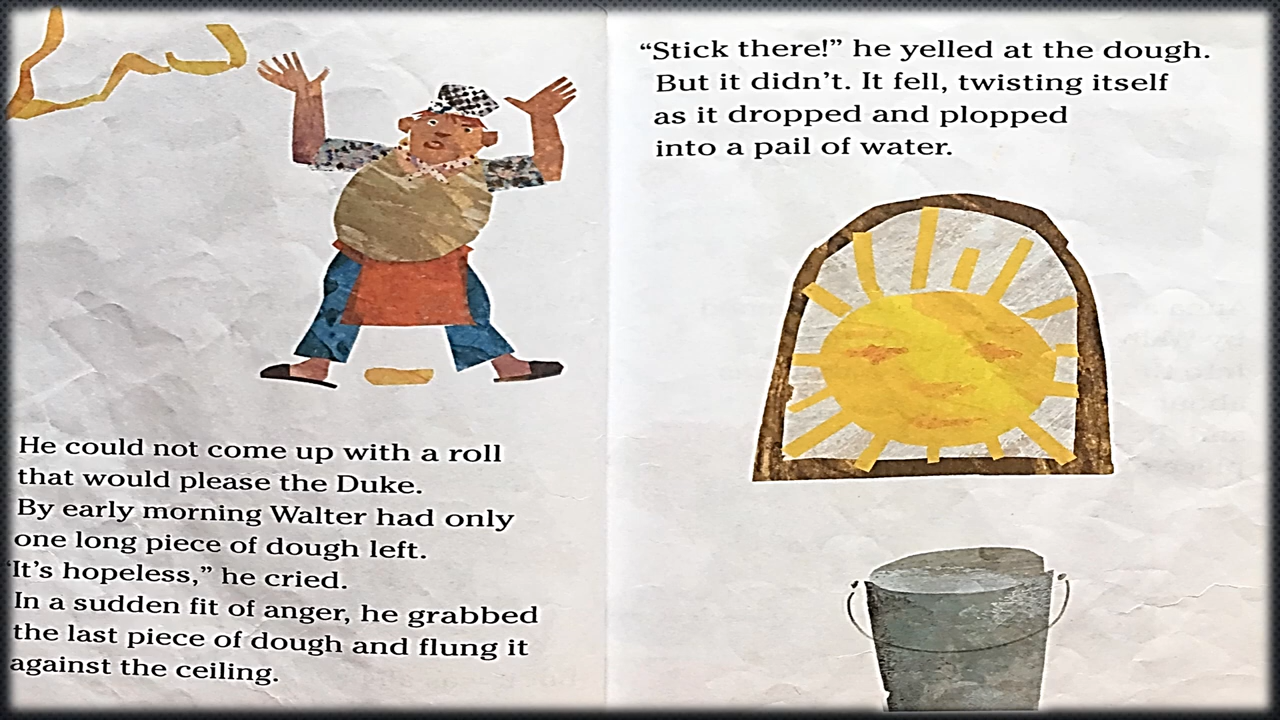 He could not come up with a roll
that would please the Duke.
By early morning Walter had only
one long piece of dough left.
“It’s hopeless,” he cried.
In a sudden fit of anger, he grabbed
the last piece of dough and flung it
against the ceiling.
“Stick there!” he yelled at the dough.
But it didn’t. It fell, twisting itself
as it dropped and plopped
into a pail of water.